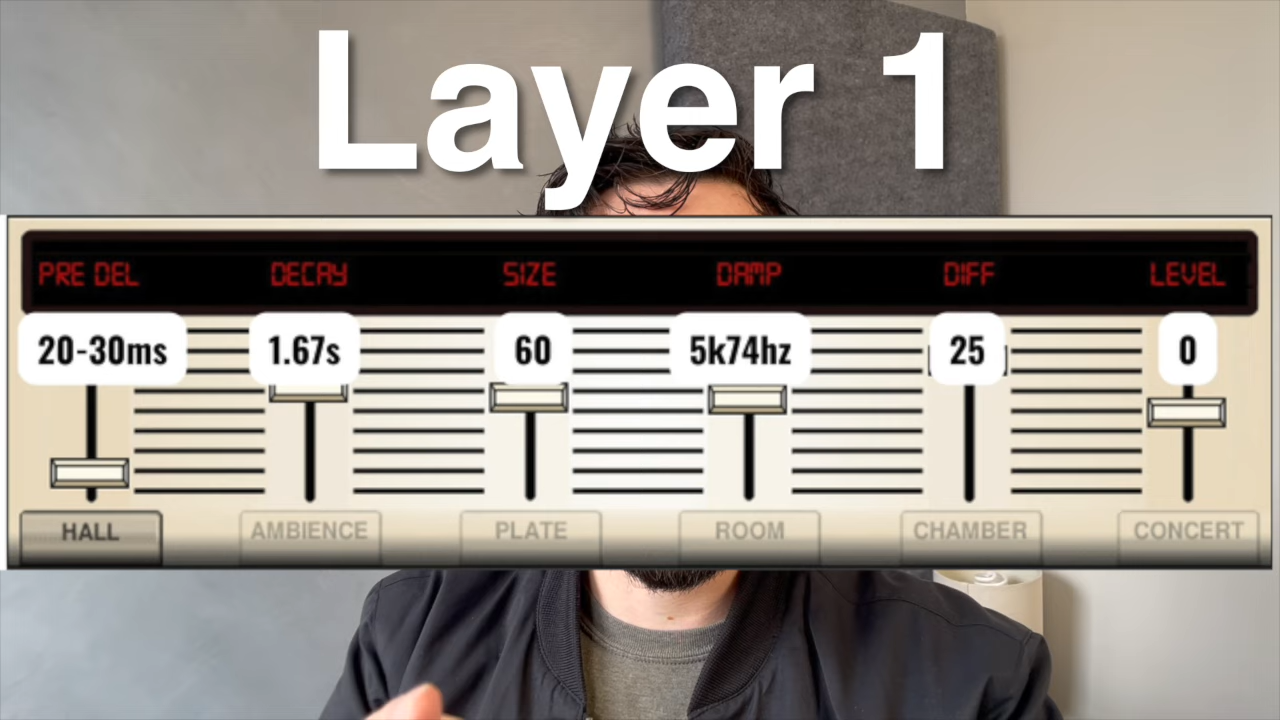 Layer 1
PRE DEL DECAY SIZE DAMP DIFF LEVEL
20-30ms 1.67s 60 5k74hz 25 0
HALL AMBIENCE PLATE ROOM CHAMBER CONCERT